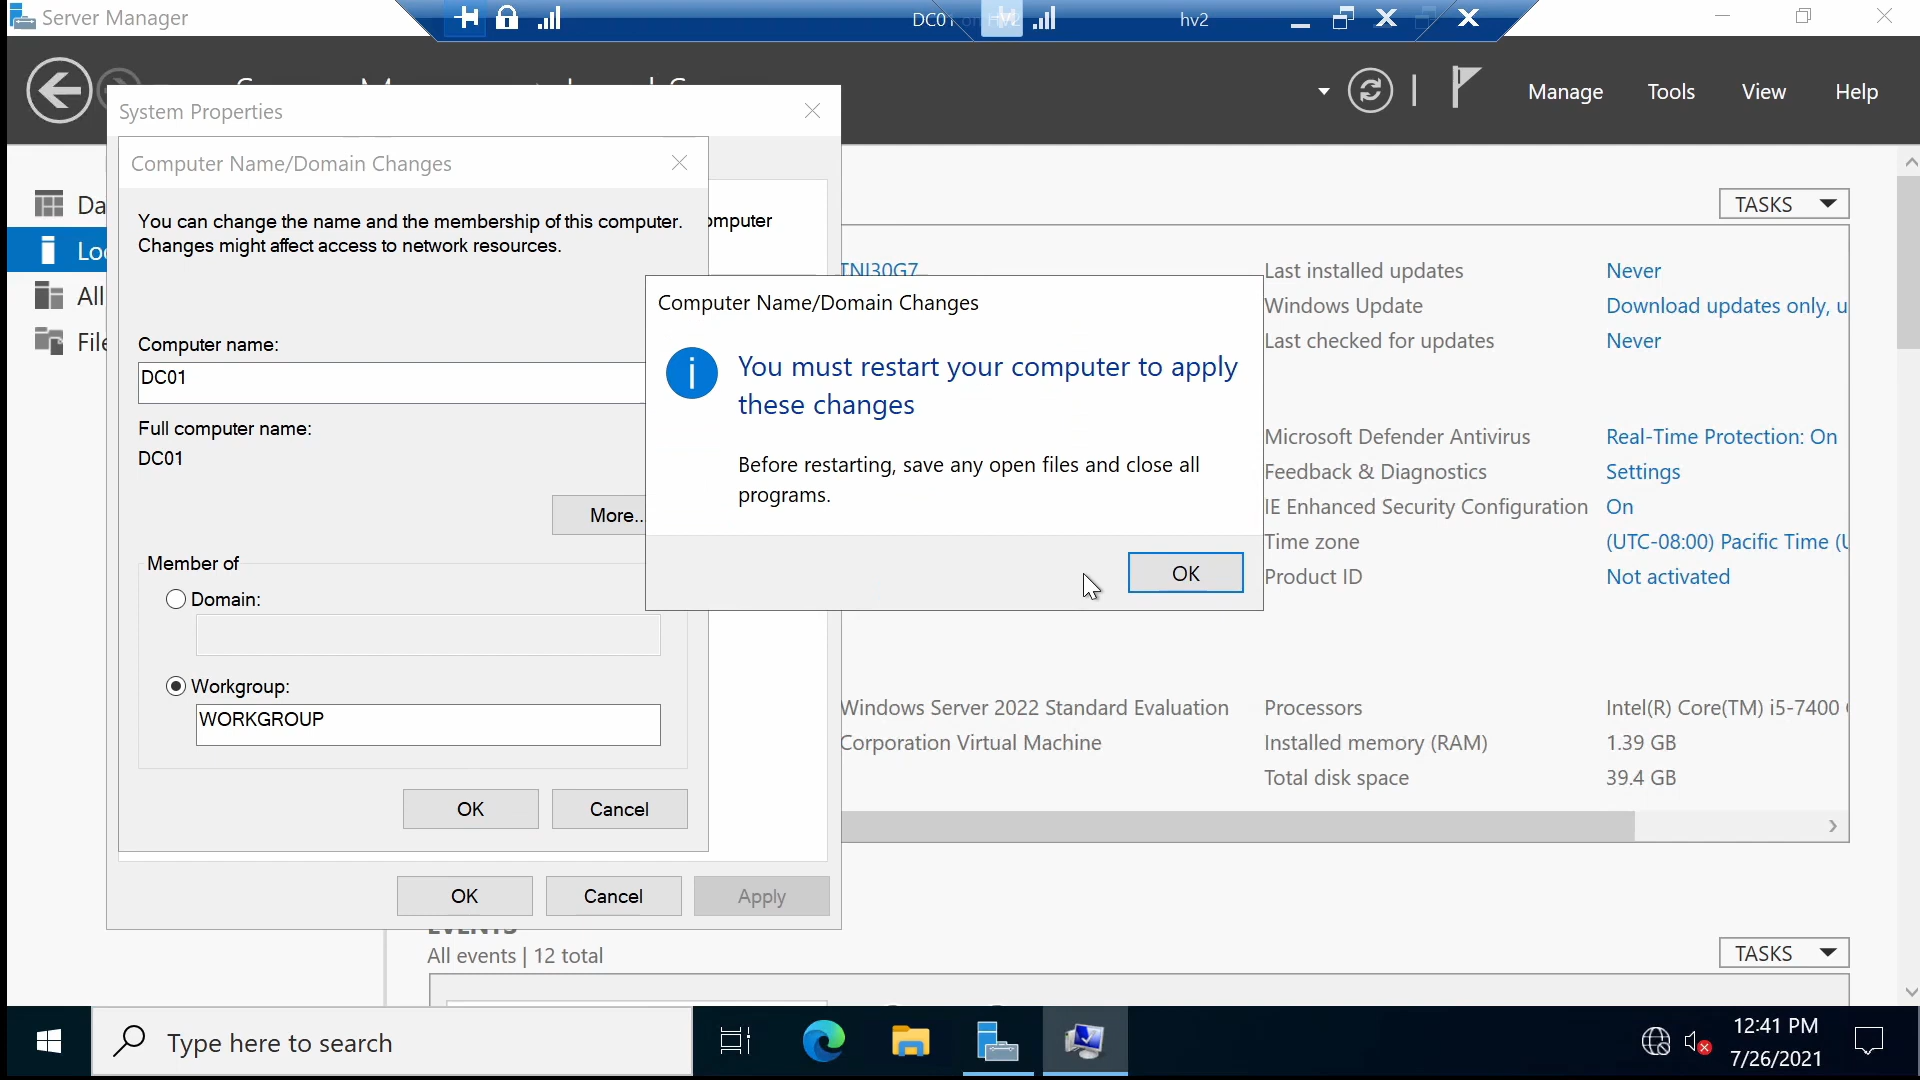 Server Manager
DC01
hv2
Manage
Tools
View
Help
System Properties
Computer Name/Domain Changes
You can change the name and the membership of this computer.
Changes might affect access to network resources.
omputer
TASKS
Computer name:
DC01
Full computer name:
DC01
More...
Member of
Domain:
Workgroup:
WORKGROUP
OK
Cancel
OK
Cancel
Apply
Computer Name/Domain Changes
You must restart your computer to apply
these changes
Before restarting, save any open files and close all
programs.
OK
TNI30G7
Last installed updates
Never
Windows Update
Download updates only, u
Last checked for updates
Never
Microsoft Defender Antivirus
Real-Time Protection: On
Feedback & Diagnostics
Settings
IE Enhanced Security Configuration
On
Time zone
(UTC-08:00) Pacific Time (U
Product ID
Not activated
Windows Server 2022 Standard Evaluation
Processors
Intel(R) Core(TM) i5-7400
Corporation Virtual Machine
Installed memory (RAM)
1.39 GB
Total disk space
39.4 GB
EVENTS
All events | 12 total
TASKS
Type here to search
12:41 PM
7/26/2021